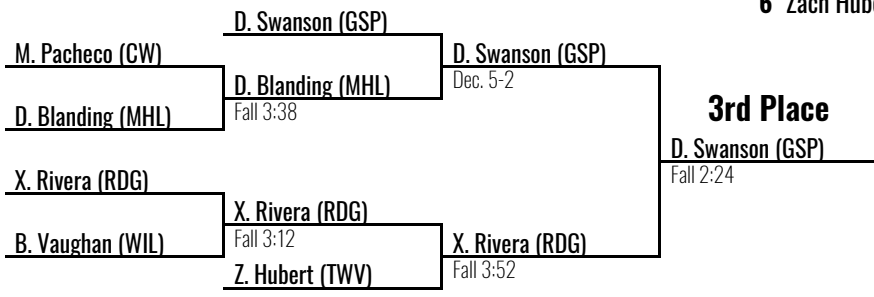 6 Zach
D. Swanson (GSP)
M. Pacheco (CW)
D. Swanson (GSP)
D. Blanding (MHL)
Dec. 5-2
Fall 3:38
D. Blanding (MHL)
3rd Place
D. Swanson (GSP)
Fall 2:24
X. Rivera (RDG)
X. Rivera (RDG)
Fall 3:12
B. Vaughan (WIL)
X. Rivera (RDG)
Fall 3:52
Z. Hubert (TWV)